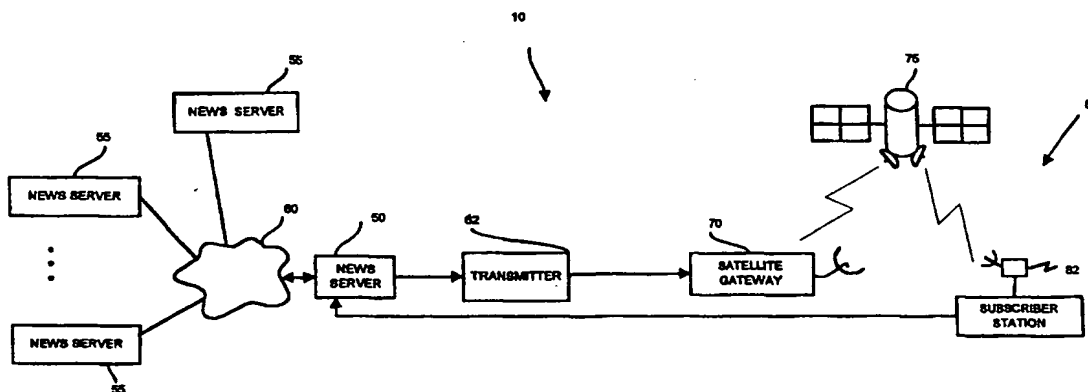 10
55
NEWS SERVER
75
55
NEWS SERVER
60
50
NEWS
SERVER
62
TRANSMITTER
70
SATELLITE
GATEWAY
82
SUBSCRIBER
STATION
NEWS SERVER
55